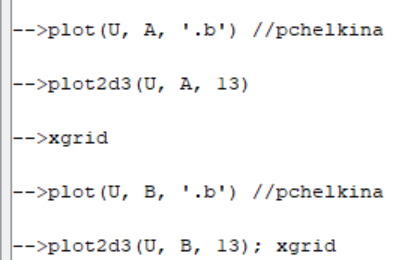 -->plot(U, A, '.b') //pchelkina
-->plot2d3(U, A, 13)
-->xgrid
-->plot(U, B, '.b') //pchelkina
-->plot2d3(U, B, 13); xgrid